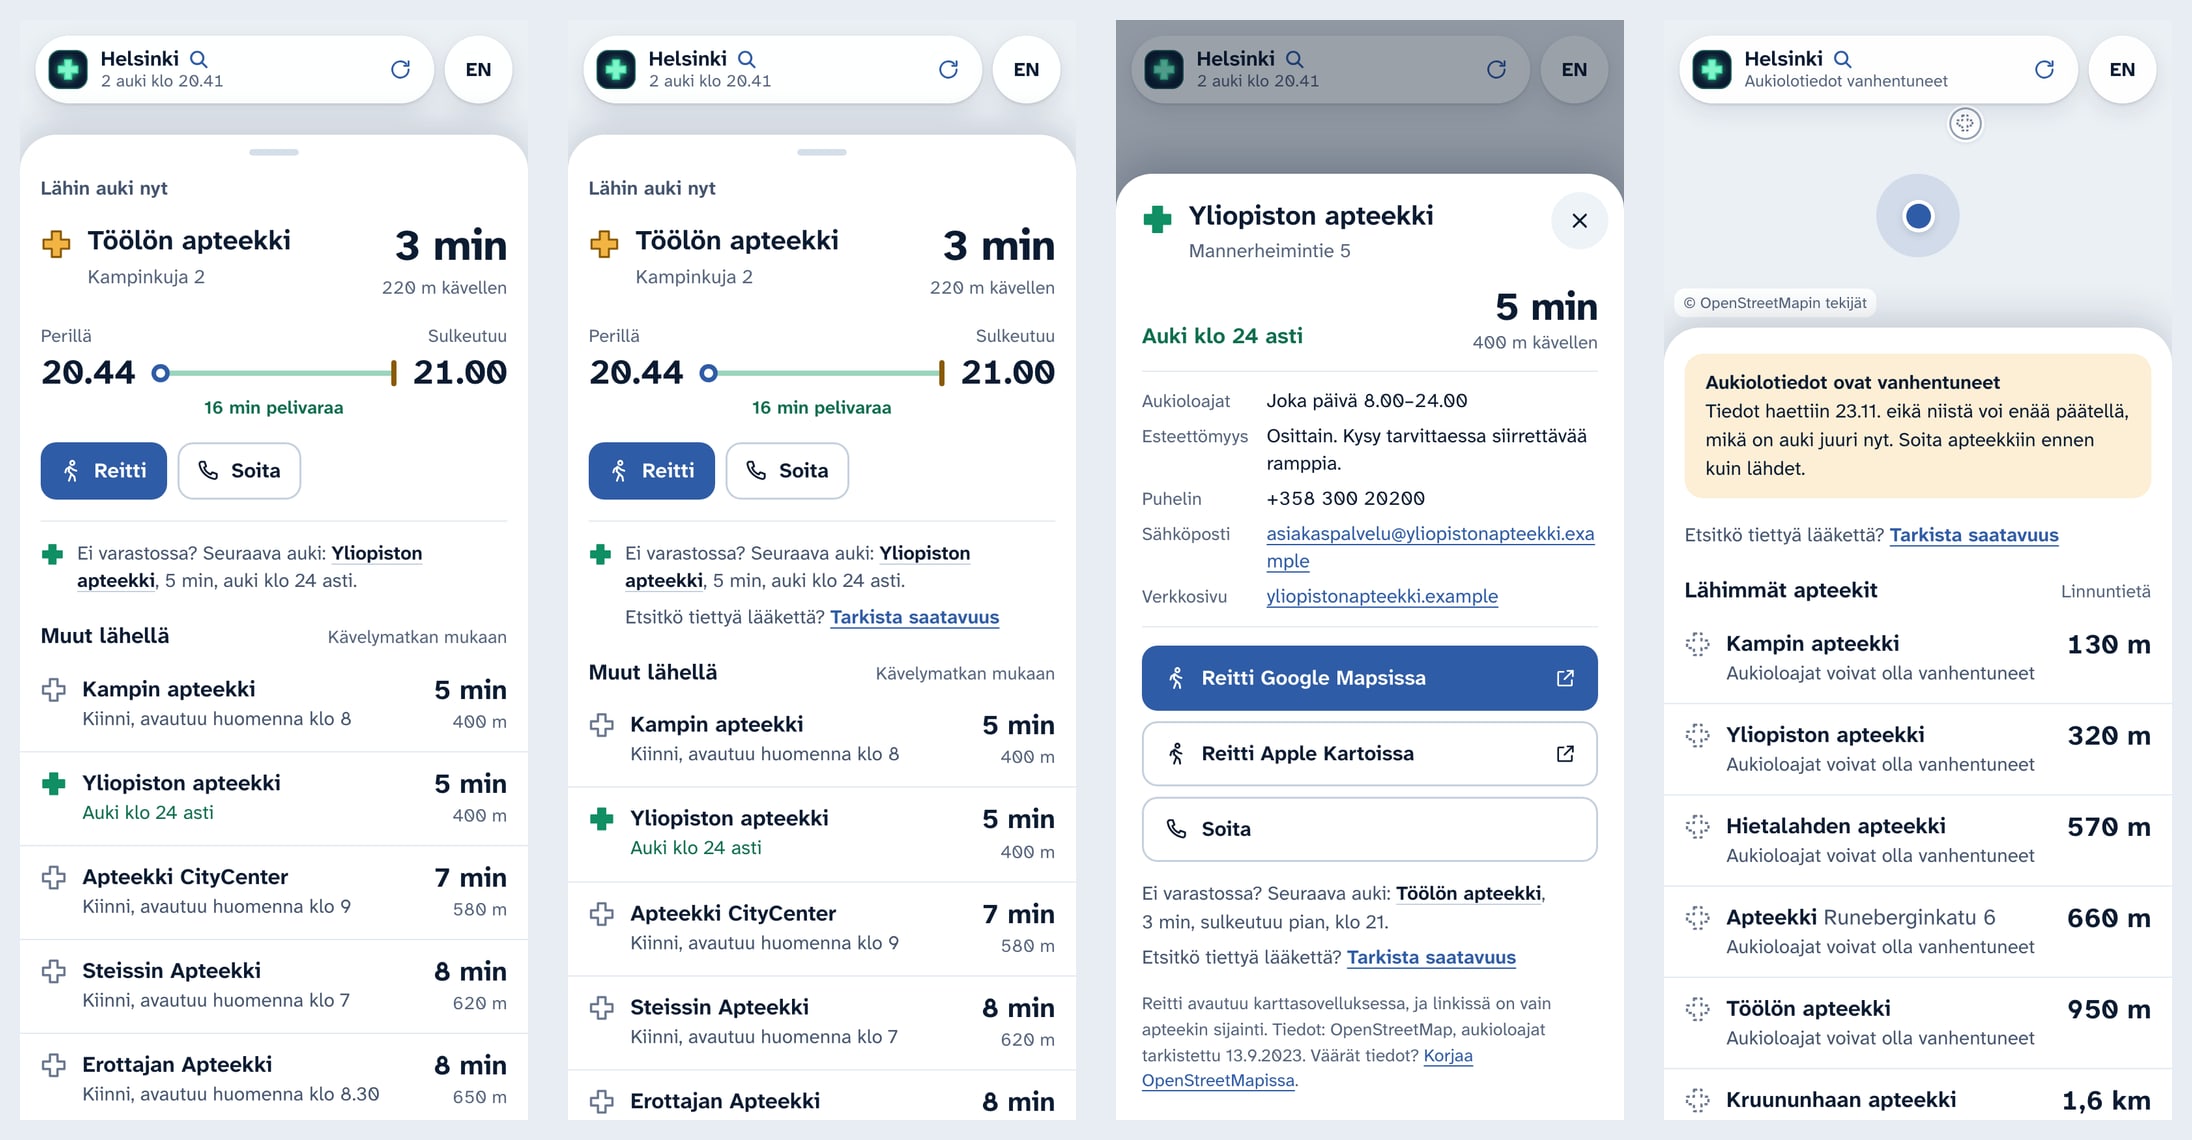 Helsinki
2 auki klo 20.41
EN
Lähin auki nyt
Töölön apteekki
3 min
Kampinkuja 2
220 m kävellen
Perillä
Sulkeutuu
20.44
21.00
16 min pelivaraa
Reitti
Soita
Ei varastossa? Seuraava auki: Yliopiston
apteekki, 5 min, auki klo 24 asti.
Muut lähellä
Kävelymatkan mukaan
Kampin apteekki
5 min
Kiinni, avautuu huomenna klo 8
400 m
Yliopiston apteekki
5 min
Auki klo 24 asti
400 m
Apteekki CityCenter
7 min
Kiinni, avautuu huomenna klo 9
580 m
Steissin Apteekki
8 min
Kiinni, avautuu huomenna klo 7
620 m
Erottajan Apteekki
8 min
Kiinni, avautuu huomenna klo 8.30
650 m
Helsinki
2 auki klo 20.41
EN
Lähin auki nyt
Töölön apteekki
3 min
Kampinkuja 2
220 m kävellen
Perillä
Sulkeutuu
20.44
21.00
16 min pelivaraa
Reitti
Soita
Ei varastossa? Seuraava auki: Yliopiston
apteekki, 5 min, auki klo 24 asti.
Etsitkö tiettyä lääkettä? Tarkista saatavuus
Muut lähellä
Kävelymatkan mukaan
Kampin apteekki
5 min
Kiinni, avautuu huomenna klo 8
400 m
Yliopiston apteekki
5 min
Auki klo 24 asti
400 m
Apteekki CityCenter
7 min
Kiinni, avautuu huomenna klo 9
580 m
Steissin Apteekki
8 min
Kiinni, avautuu huomenna klo 7
620 m
Erottajan Apteekki
8 min
Helsinki
2 auki klo 20.41
EN
Yliopiston apteekki
Mannerheimintie 5
5 min
Auki klo 24 asti
400 m kävellen
Aukioloajat
Joka päivä 8.00–24.00
Esteettömyys
Osittain. Kysy tarvittaessa siirrettävää
ramppia.
Puhelin
+358 300 20200
Sähköposti
asiakaspalvelu@yliopistonapteekki.exa
mple
Verkkosivu
yliopistonapteekki.example
Reitti Google Mapsissa
Reitti Apple Kartoissa
Soita
Ei varastossa? Seuraava auki: Töölön apteekki,
3 min, sulkeutuu pian, klo 21.
Etsitkö tiettyä lääkettä? Tarkista saatavuus
Reitti avautuu karttasovelluksessa, ja linkissä on vain
apteekin sijainti. Tiedot: OpenStreetMap, aukioloajat
tarkistettu 13.9.2023. Väärät tiedot? Korjaa
OpenStreetMapissa.
Helsinki
Aukiolotiedot vanhentuneet
EN
© OpenStreetMapin tekijät
Aukiolotiedot ovat vanhentuneet
Tiedot haettiin 23.11. eikä niistä voi enää päätellä,
mikä on auki juuri nyt. Soita apteekkiin ennen
kuin lähdet.
Etsitkö tiettyä lääkettä? Tarkista saatavuus
Lähimmät apteekit
Linnuntietä
Kampin apteekki
130 m
Aukioloajat voivat olla vanhentuneet
Yliopiston apteekki
320 m
Aukioloajat voivat olla vanhentuneet
Hietalahden apteekki
570 m
Aukioloajat voivat olla vanhentuneet
Apteekki Runeberginkatu 6
660 m
Aukioloajat voivat olla vanhentuneet
Töölön apteekki
950 m
Aukioloajat voivat olla vanhentuneet
Kruununhaan apteekki
1,6 km